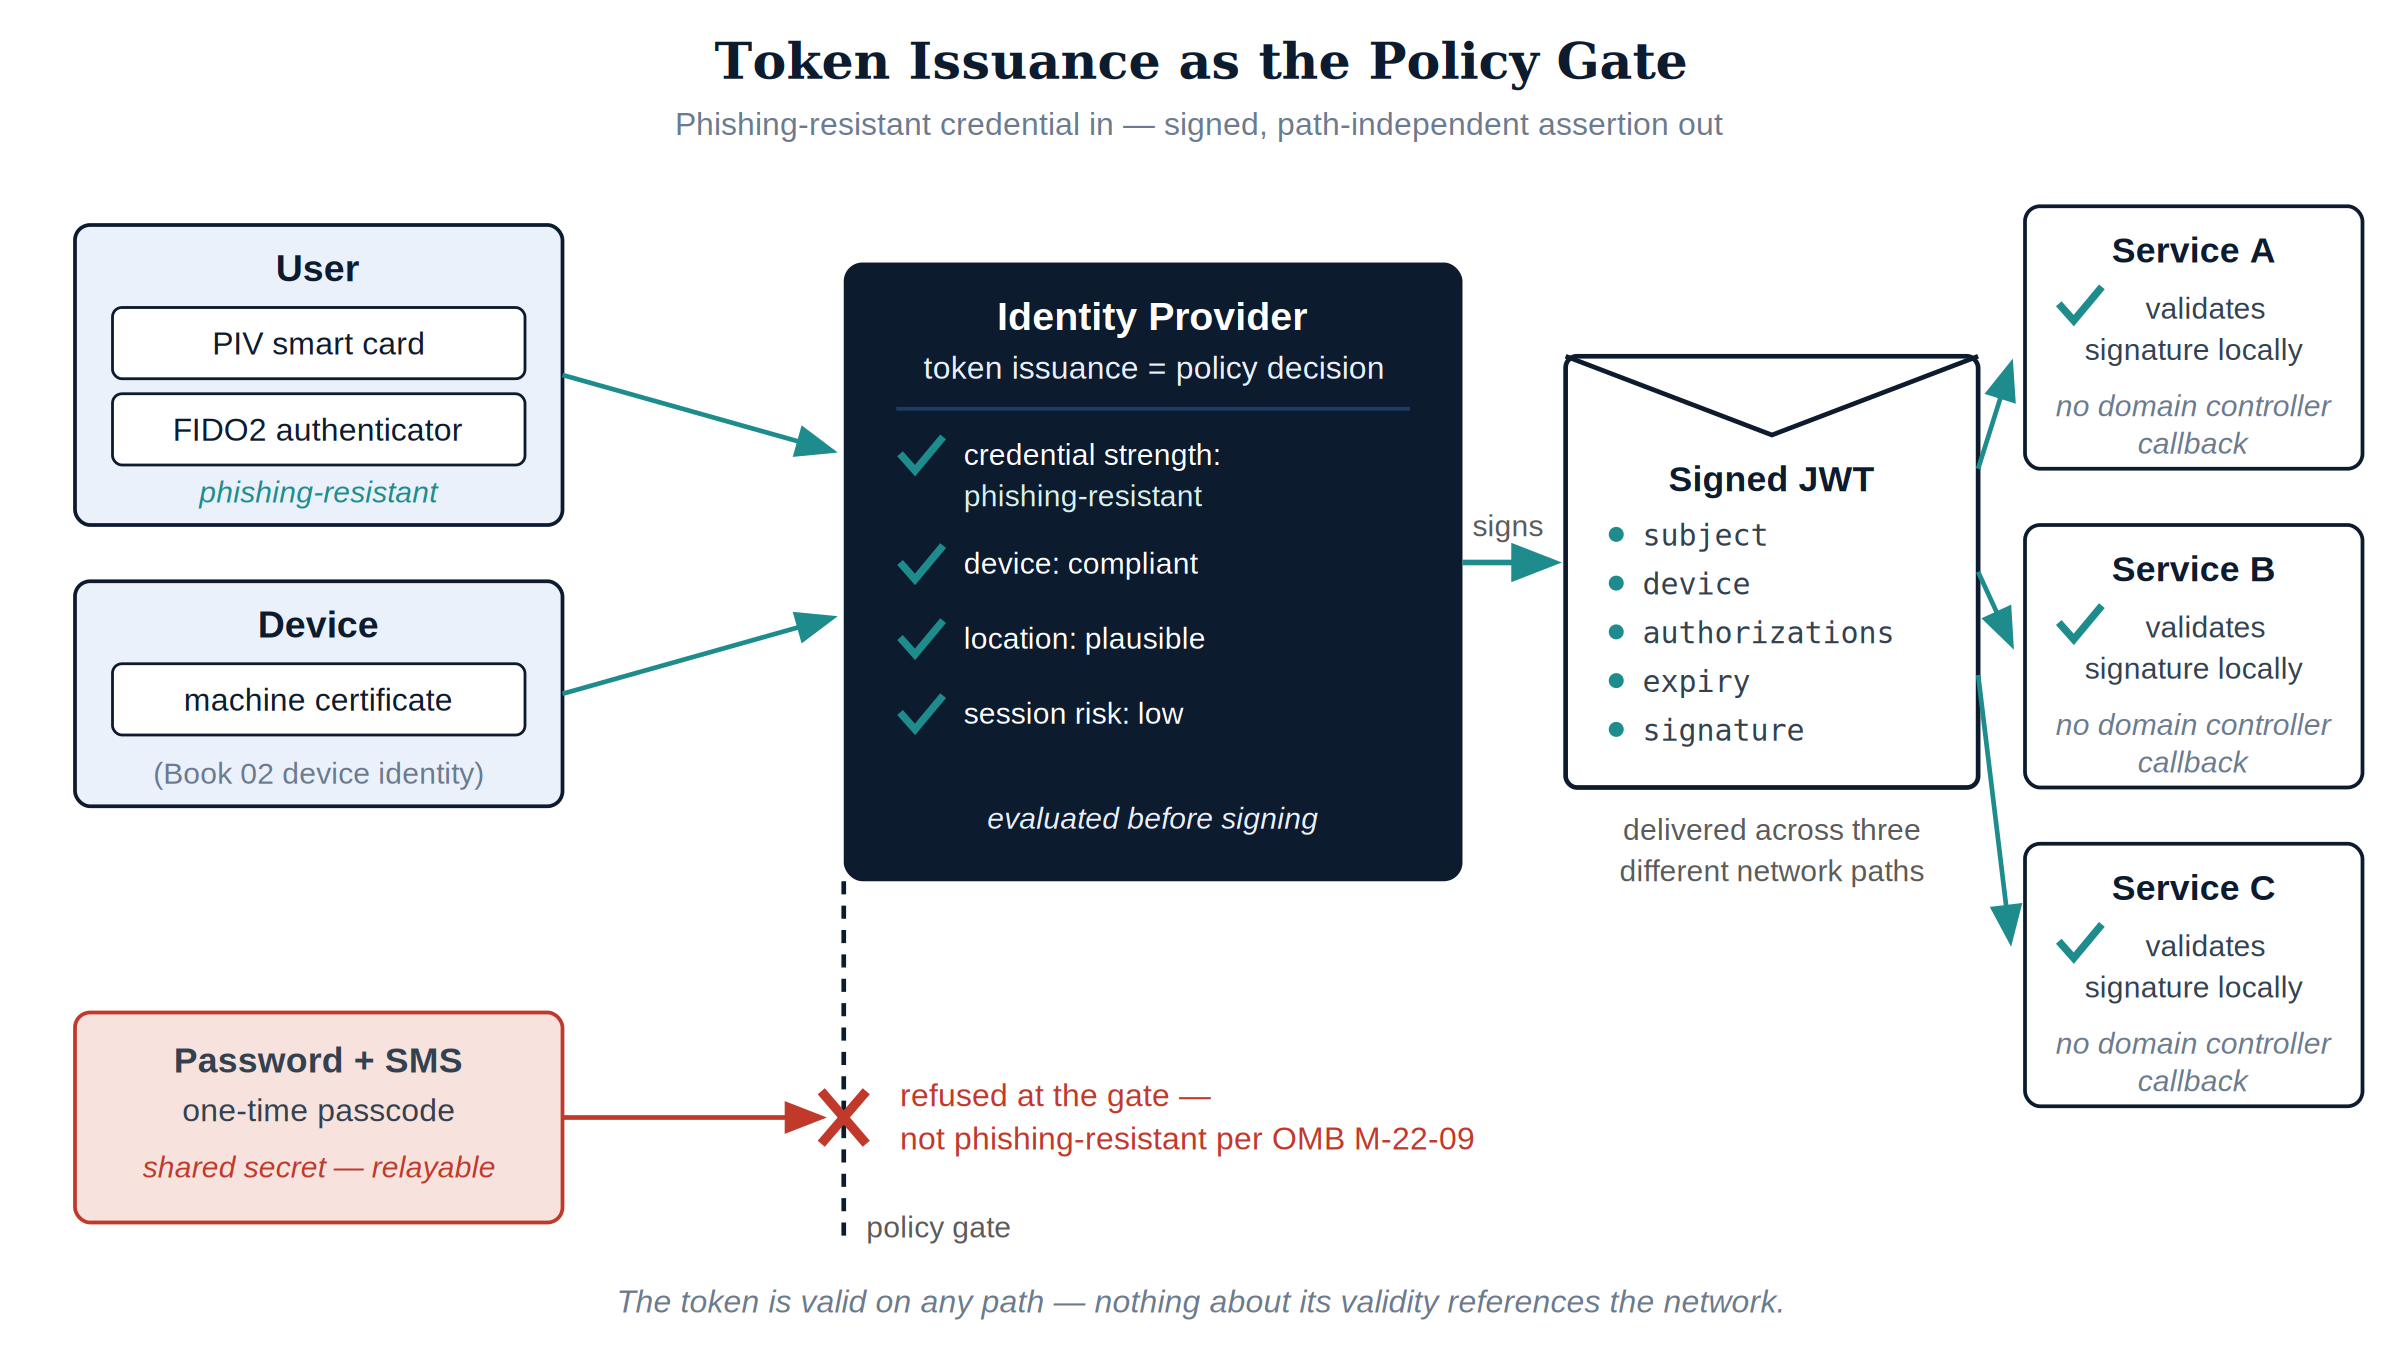 Token Issuance as the Policy Gate
Phishing-resistant credential in — signed, path-independent assertion out
User
PIV smart card
FIDO2 authenticator
phishing-resistant
Device
machine certificate
(Book 02 device identity)
Password + SMS
one-time passcode
shared secret — relayable
Identity Provider
token issuance = policy decision
credential strength:
phishing-resistant
device: compliant
location: plausible
session risk: low
evaluated before signing
refused at the gate —
not phishing-resistant per OMB M-22-09
policy gate
signs
Signed JWT
subject
device
authorizations
expiry
signature
delivered across three
different network paths
Service A
validates
signature locally
no domain controller
callback
Service B
validates
signature locally
no domain controller
callback
Service C
validates
signature locally
no domain controller
callback
The token is valid on any path — nothing about its validity references the network.